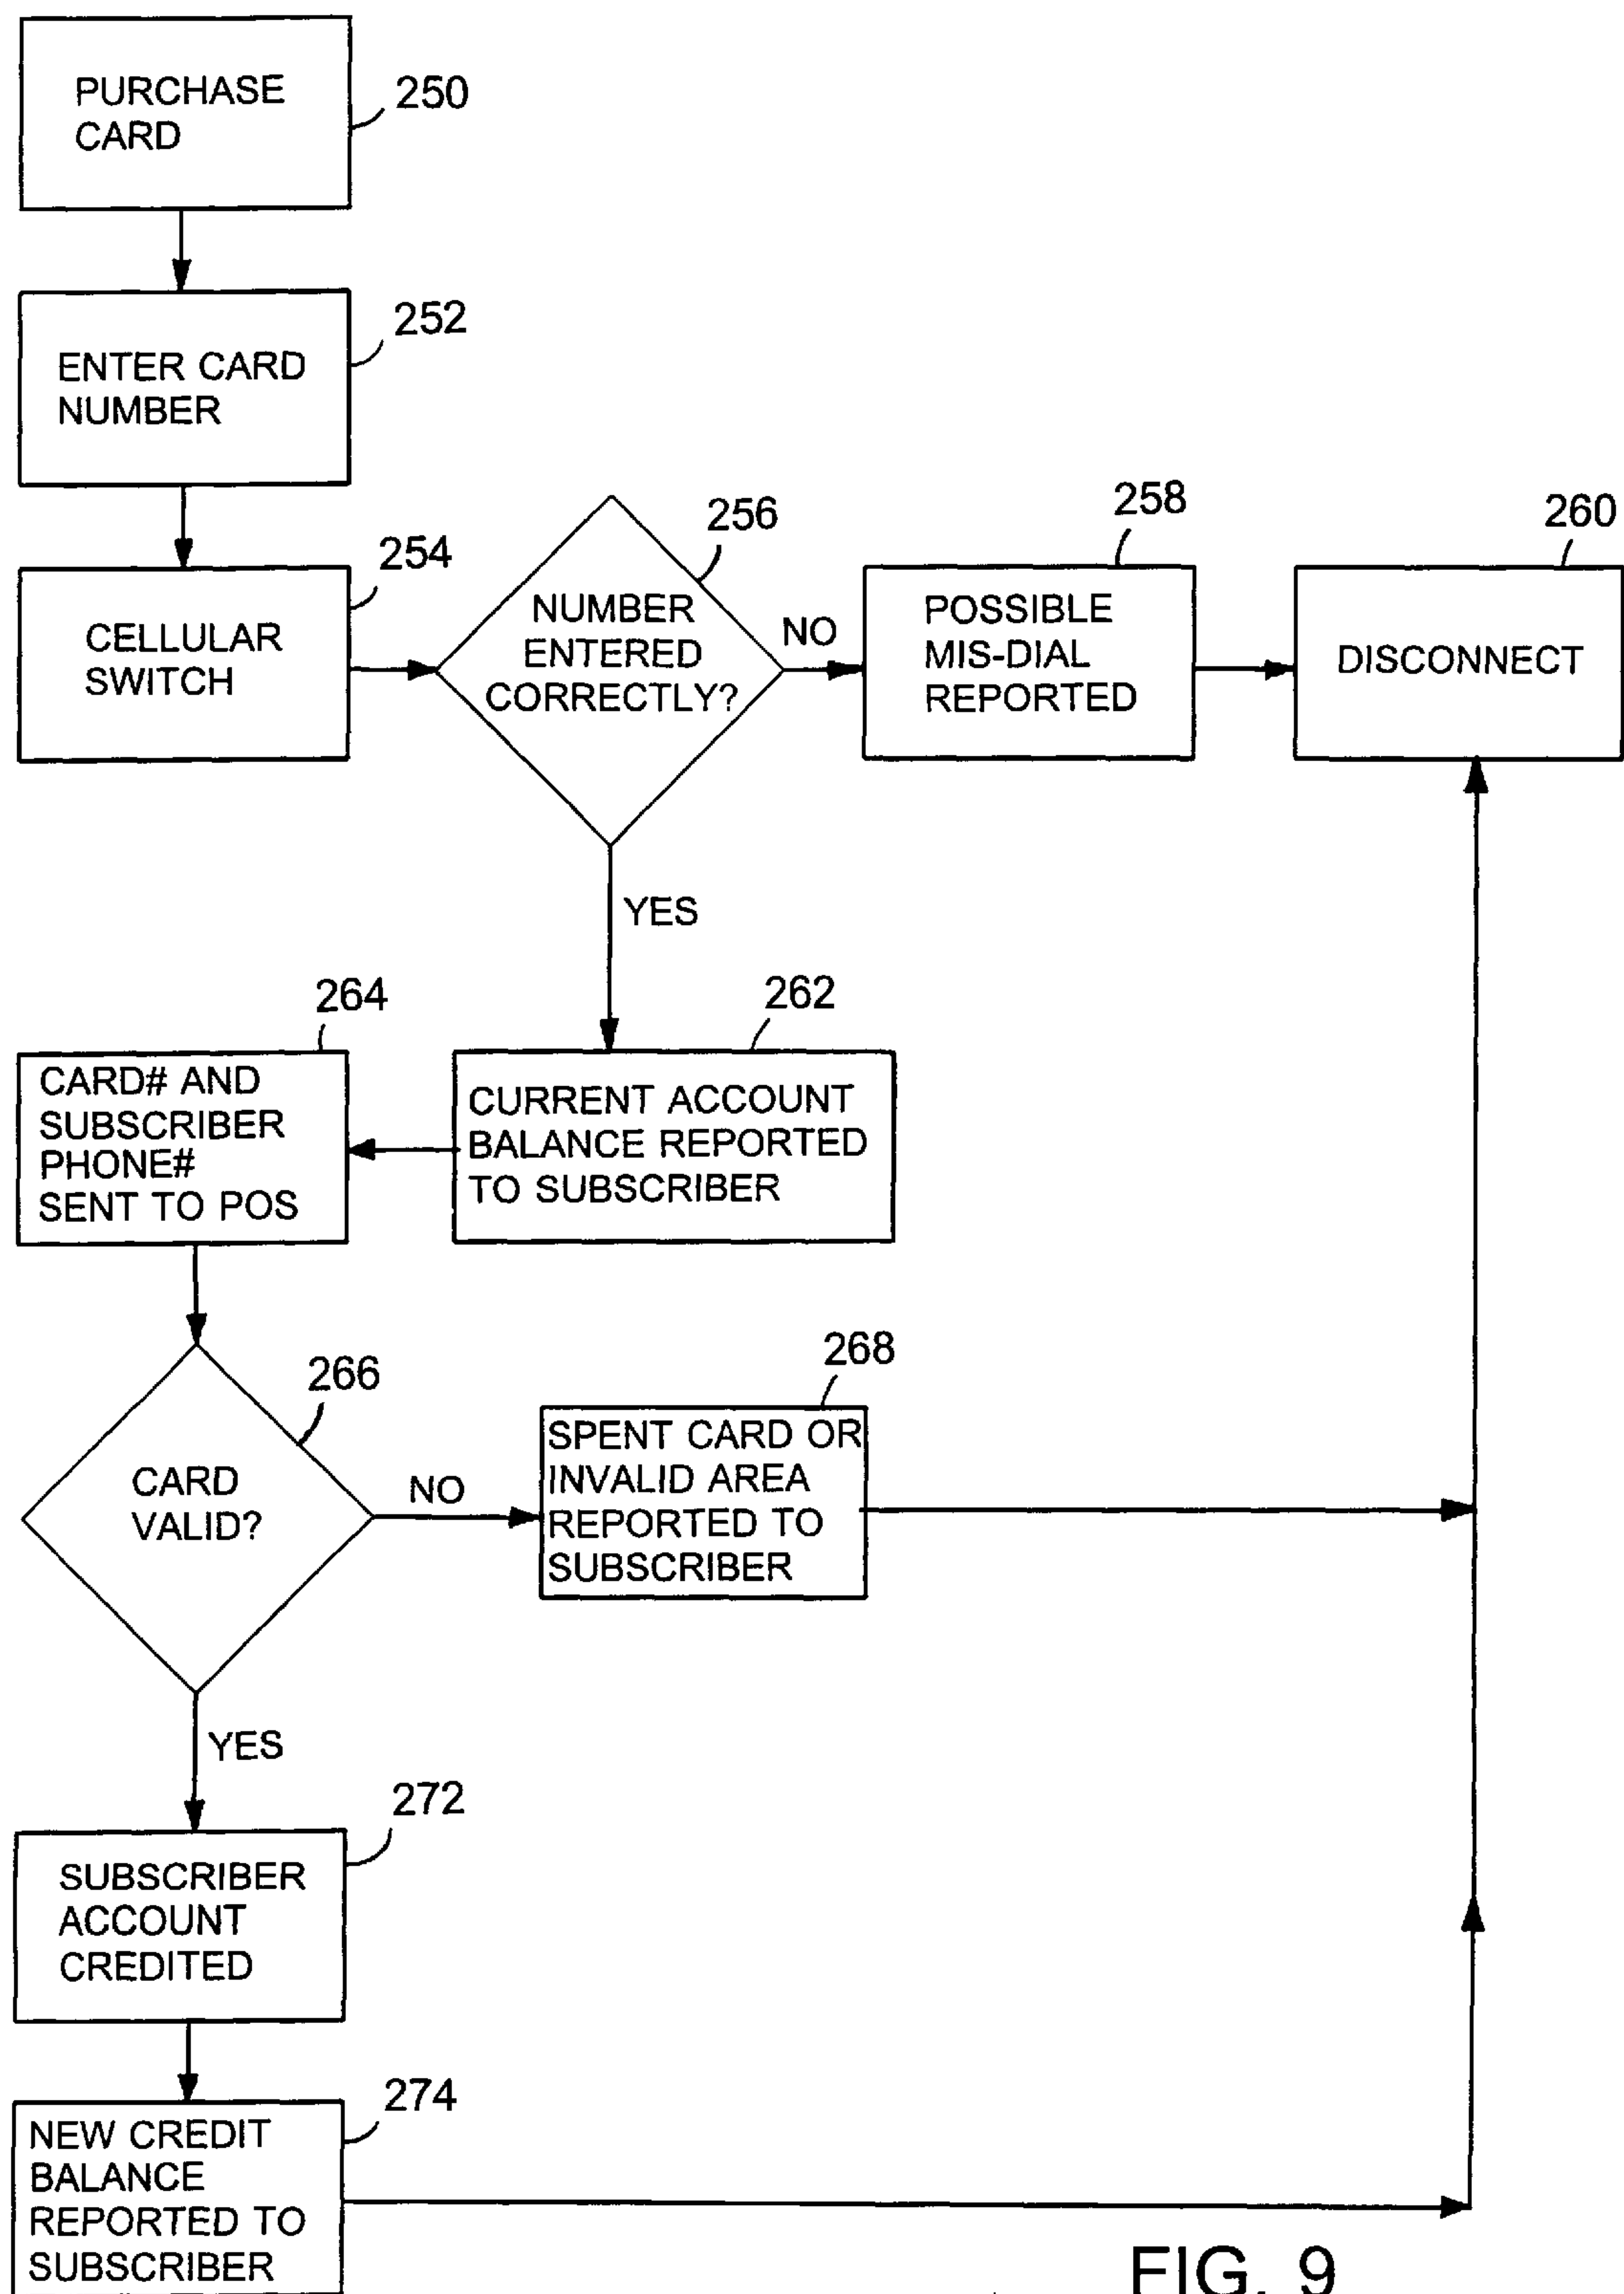 PURCHASE
CARD
250
ENTER CARD
NUMBER
252
CELLULAR
SWITCH
254
NUMBER
ENTERED
CORRECTLY?
256
NO
POSSIBLE
MIS-DIAL
REPORTED
258
DISCONNECT
260
YES
264
CARD# AND
SUBSCRIBER
PHONE#
SENT TO POS
262
CURRENT ACCOUNT
BALANCE REPORTED
TO SUBSCRIBER
CARD
VALID?
266
NO
268
SPENT CARD OR
INVALID AREA
REPORTED TO
SUBSCRIBER
YES
272
SUBSCRIBER
ACCOUNT
CREDITED
274
NEW CREDIT
BALANCE
REPORTED TO
SUBSCRIBER
FIG. 9